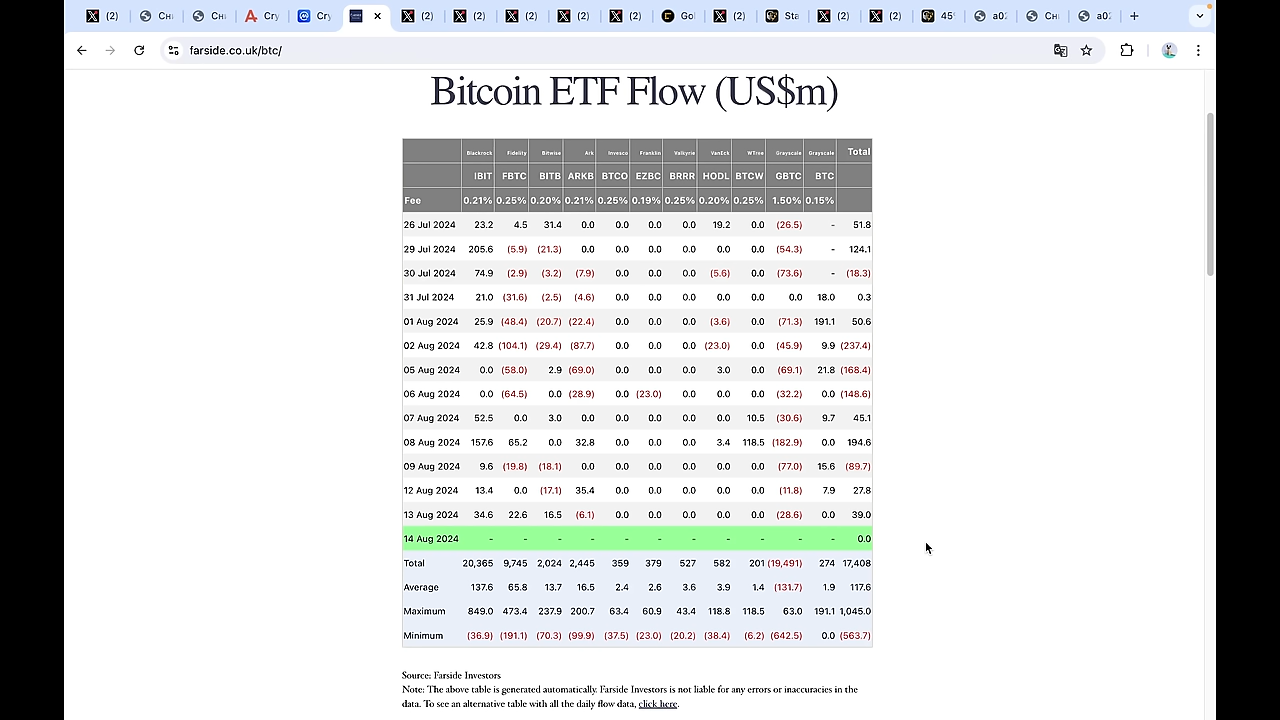 (2) Ch Ch Cry Cry (2) (2) (2) (2) (2) Go (2) Sta (2) (2) 45 a0 Ch a0
farside.co.uk/btc/
Bitcoin ETF Flow (US$m)
Blackrock Fidelity Bitwise Ark Invesco Franklin Valkyrie VanEck WTree Grayscale Grayscale Total
IBIT FBTC BITB ARKB BTCO EZBC BRRR HODL BTCW GBTC BTC
Fee 0.21% 0.25% 0.20% 0.21% 0.25% 0.19% 0.25% 0.20% 0.25% 1.50% 0.15%
26 Jul 2024 23.2 4.5 31.4 0.0 0.0 0.0 0.0 19.2 0.0 (26.5) - 51.8
29 Jul 2024 205.6 (5.9) (21.3) 0.0 0.0 0.0 0.0 0.0 0.0 (54.3) - 124.1
30 Jul 2024 74.9 (2.9) (3.2) (7.9) 0.0 0.0 0.0 (5.6) 0.0 (73.6) - (18.3)
31 Jul 2024 21.0 (31.6) (2.5) (4.6) 0.0 0.0 0.0 0.0 0.0 0.0 18.0 0.3
01 Aug 2024 25.9 (48.4) (20.7) (22.4) 0.0 0.0 0.0 (3.6) 0.0 (71.3) 191.1 50.6
02 Aug 2024 42.8 (104.1) (29.4) (87.7) 0.0 0.0 0.0 (23.0) 0.0 (45.9) 9.9 (237.4)
05 Aug 2024 0.0 (58.0) 2.9 (69.0) 0.0 0.0 0.0 3.0 0.0 (69.1) 21.8 (168.4)
06 Aug 2024 0.0 (64.5) 0.0 (28.9) 0.0 (23.0) 0.0 0.0 0.0 (32.2) 0.0 (148.6)
07 Aug 2024 52.5 0.0 3.0 0.0 0.0 0.0 0.0 0.0 10.5 (30.6) 9.7 45.1
08 Aug 2024 157.6 65.2 0.0 32.8 0.0 0.0 0.0 3.4 118.5 (182.9) 0.0 194.6
09 Aug 2024 9.6 (19.8) (18.1) 0.0 0.0 0.0 0.0 0.0 0.0 (77.0) 15.6 (89.7)
12 Aug 2024 13.4 0.0 (17.1) 35.4 0.0 0.0 0.0 0.0 0.0 (11.8) 7.9 27.8
13 Aug 2024 34.6 22.6 16.5 (6.1) 0.0 0.0 0.0 0.0 0.0 (28.6) 0.0 39.0
14 Aug 2024 - - - - - - - - - - - 0.0
Total 20,365 9,745 2,024 2,445 359 379 527 582 201 (19,491) 274 17,408
Average 137.6 65.8 13.7 16.5 2.4 2.6 3.6 3.9 1.4 (131.7) 1.9 117.6
Maximum 849.0 473.4 237.9 200.7 63.4 60.9 43.4 118.8 118.5 63.0 191.1 1,045.0
Minimum (36.9) (191.1) (70.3) (99.9) (37.5) (23.0) (20.2) (38.4) (6.2) (642.5) 0.0 (563.7)
Source: Farside Investors
Note: The above table is generated automatically. Farside Investors is not liable for any errors or inaccuracies in the
data. To see an alternative table with all the daily flow data, click here.